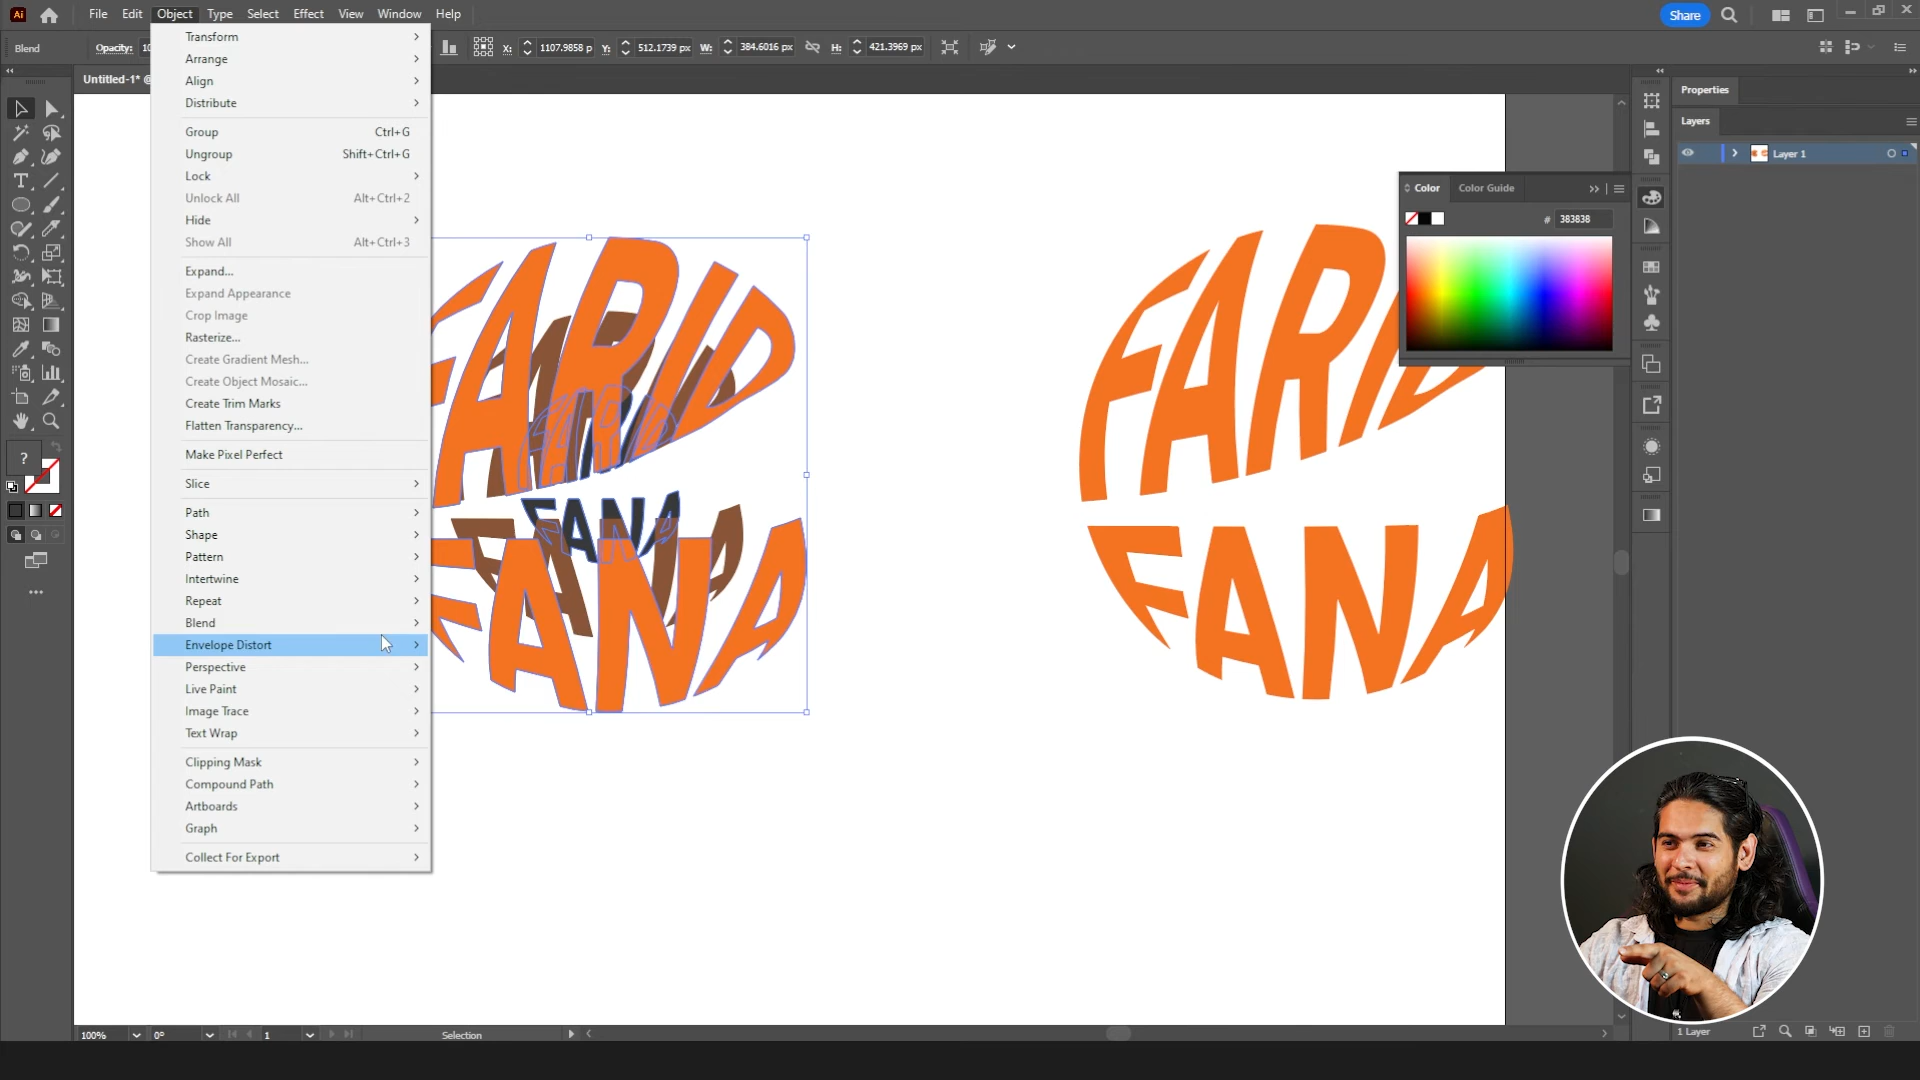 Ai File Edit Object Type Select Effect View Window Help Share
Blend Opacity: 10 X: 1107.9858 p Y: 512.1739 px W: 384.6016 px H: 421.3969 px
Untitled-1* @
Transform
Arrange
Align
Distribute
Group Ctrl+G
Ungroup Shift+Ctrl+G
Lock
Unlock All Alt+Ctrl+2
Hide
Show All Alt+Ctrl+3
Expand...
Expand Appearance
Crop Image
Rasterize...
Create Gradient Mesh...
Create Object Mosaic...
Create Trim Marks
Flatten Transparency...
Make Pixel Perfect
Slice
Path
Shape
Pattern
Intertwine
Repeat
Blend
Envelope Distort
Perspective
Live Paint
Image Trace
Text Wrap
Clipping Mask
Compound Path
Artboards
Graph
Collect For Export
FARID
FANA
FARID
FANA
Color Color Guide
# 383838
Properties
Layers
Layer 1
?
100% 0° 1 Selection
1 Layer